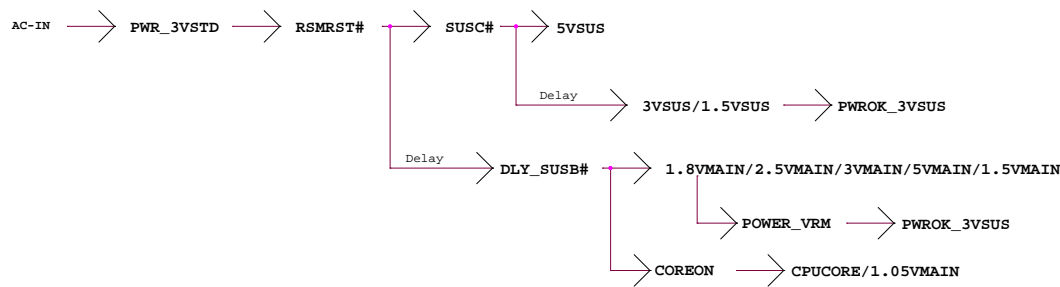 AC-IN PWR_3VSTD RSMRST# SUSC# 5VSUS
Delay 3VSUS/1.5VSUS PWROK_3VSUS
Delay DLY_SUSB# 1.8VMAIN/2.5VMAIN/3VMAIN/5VMAIN/1.5VMAIN
POWER_VRM PWROK_3VSUS
COREON CPUCORE/1.05VMAIN